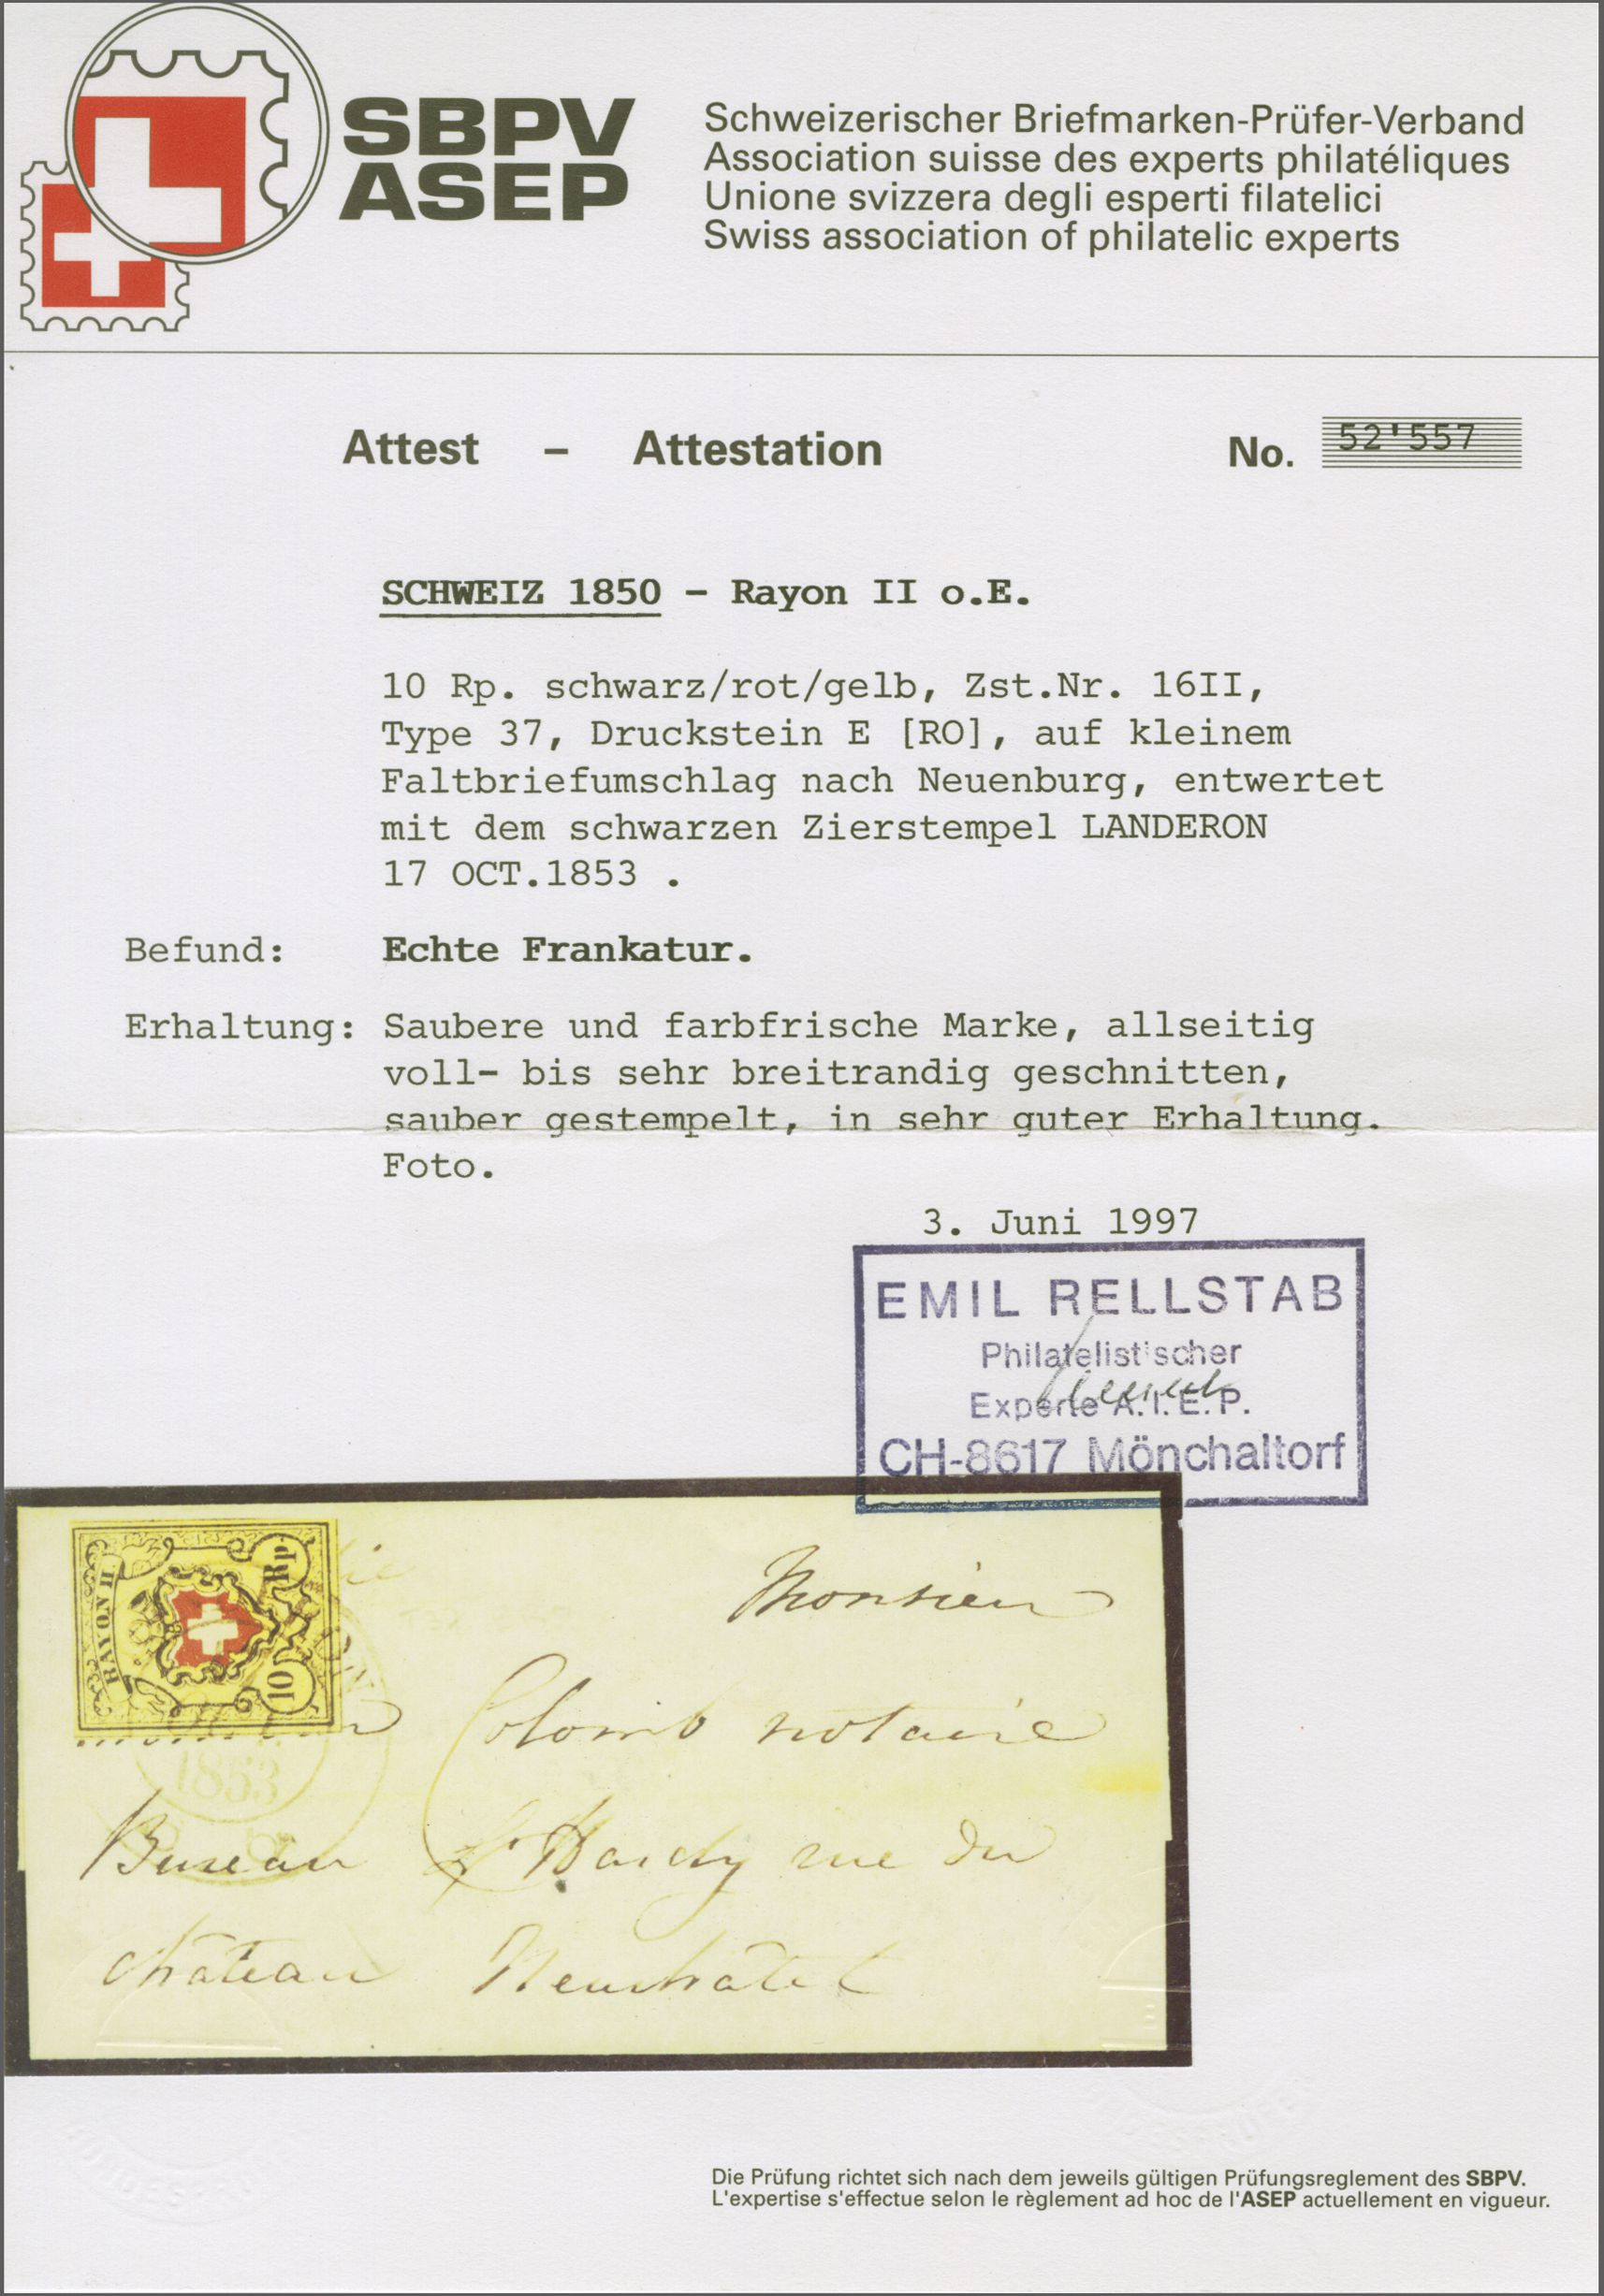 SBPV
ASEP
Schweizerischer Briefmarken-Prüfer-Verband
Association suisse des experts philatéliques
Unione svizzera degli esperti filatelici
Swiss association of philatelic experts
Attest – Attestation No. 52'557
SCHWEIZ 1850 - Rayon II o.E.
10 Rp. schwarz/rot/gelb, Zst.Nr. 16II,
Type 37, Druckstein E [RO], auf kleinem
Faltbriefumschlag nach Neuenburg, entwertet
mit dem schwarzen Zierstempel LANDERON
17 OCT.1853 .
Befund: Echte Frankatur.
Erhaltung: Saubere und farbfrische Marke, allseitig
voll- bis sehr breitrandig geschnitten,
sauber gestempelt, in sehr guter Erhaltung.
Foto.
3. Juni 1997
EMIL RELLSTAB
Philatelistischer
Experte A.I.E.P.
CH-8617 Mönchaltorf
RAYON II.
10 Rp.
1853
Monsieur
Colomb notaire
Bureau Hardy rue du
château Neuchâtel
Die Prüfung richtet sich nach dem jeweils gültigen Prüfungsreglement des SBPV.
L'expertise s'effectue selon le règlement ad hoc de l'ASEP actuellement en vigueur.